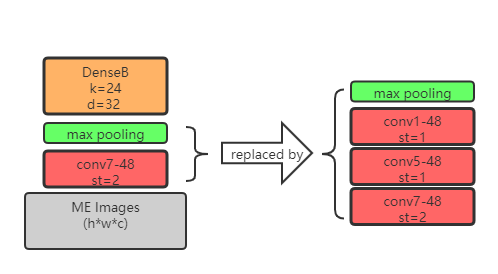 DenseB
k=24
d=32
max pooling
conv7-48
st=2
ME Images
(h*w*c)
replaced by
max pooling
conv1-48
st=1
conv5-48
st=1
conv7-48
st=2